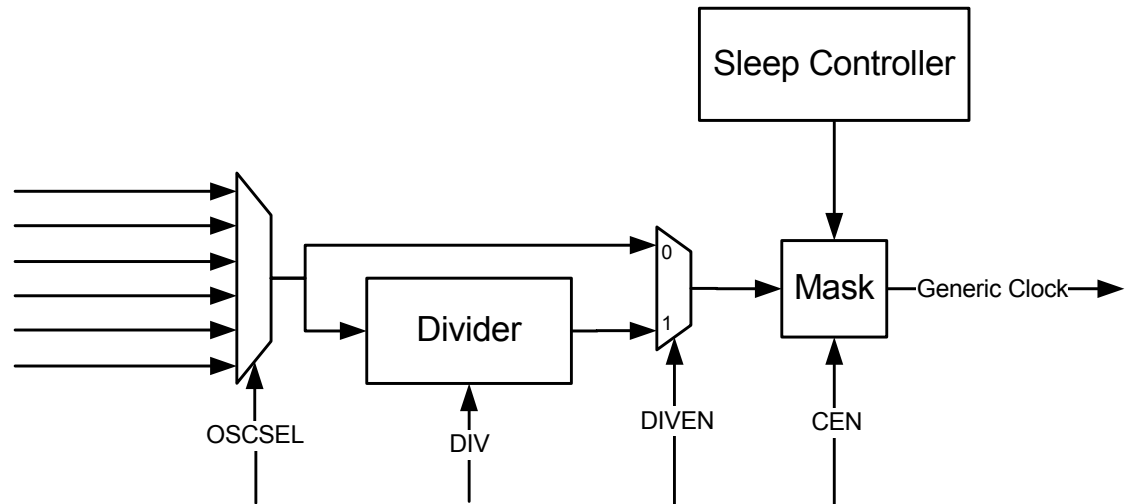 Sleep Controller
0
Divider
1
Mask
Generic Clock
OSCSEL
DIV
DIVEN
CEN